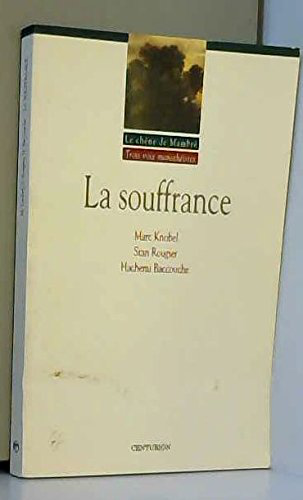 Le chêne de Mambré
Trois voix monothéistes
La souffrance
Marc Knobel
Stan Rougier
Hachemi Baccouche
CENTURION